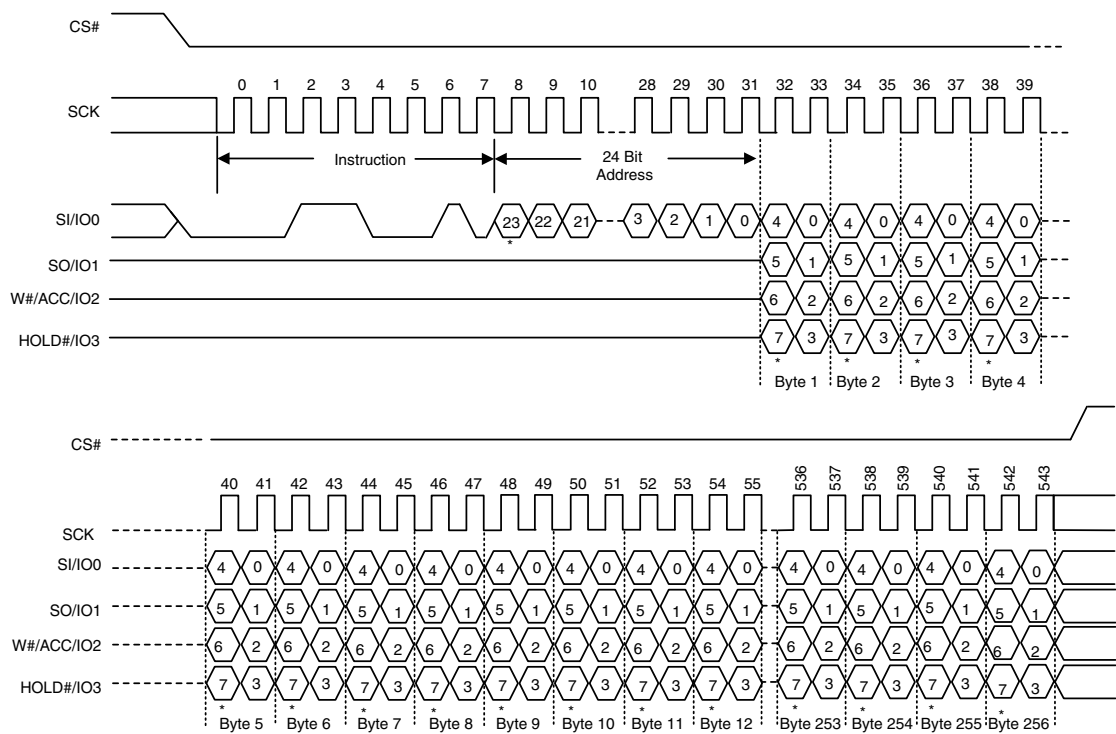 CS#
0 1 2 3 4 5 6 7 8 9 10 28 29 30 31 32 33 34 35 36 37 38 39
SCK
Instruction
24 Bit
Address
SI/IO0 23 22 21 3 2 1 0 4 0 4 0 4 0 4 0
*
SO/IO1 5 1 5 1 5 1 5 1
W#/ACC/IO2 6 2 6 2 6 2 6 2
HOLD#/IO3 7 3 7 3 7 3 7 3
* * * *
Byte 1 Byte 2 Byte 3 Byte 4
CS#
40 41 42 43 44 45 46 47 48 49 50 51 52 53 54 55 536 537 538 539 540 541 542 543
SCK
SI/IO0 4 0 4 0 4 0 4 0 4 0 4 0 4 0 4 0 4 0 4 0 4 0 4 0
SO/IO1 5 1 5 1 5 1 5 1 5 1 5 1 5 1 5 1 5 1 5 1 5 1 5 1
W#/ACC/IO2 6 2 6 2 6 2 6 2 6 2 6 2 6 2 6 2 6 2 6 2 6 2 6 2
HOLD#/IO3 7 3 7 3 7 3 7 3 7 3 7 3 7 3 7 3 7 3 7 3 7 3 7 3
* * * * * * * * * * * *
Byte 5 Byte 6 Byte 7 Byte 8 Byte 9 Byte 10 Byte 11 Byte 12 Byte 253 Byte 254 Byte 255 Byte 256